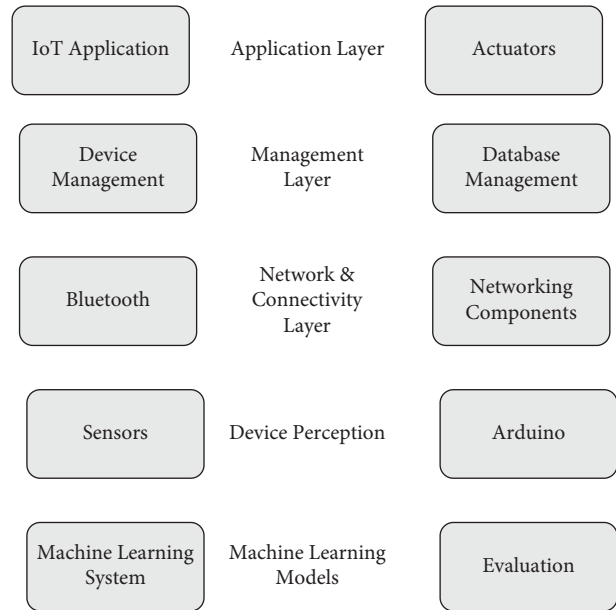 IoT Application
Application Layer
Actuators
Device
Management
Management
Layer
Database
Management
Bluetooth
Network &
Connectivity
Layer
Networking
Components
Sensors
Device Perception
Arduino
Machine Learning
System
Machine Learning
Models
Evaluation